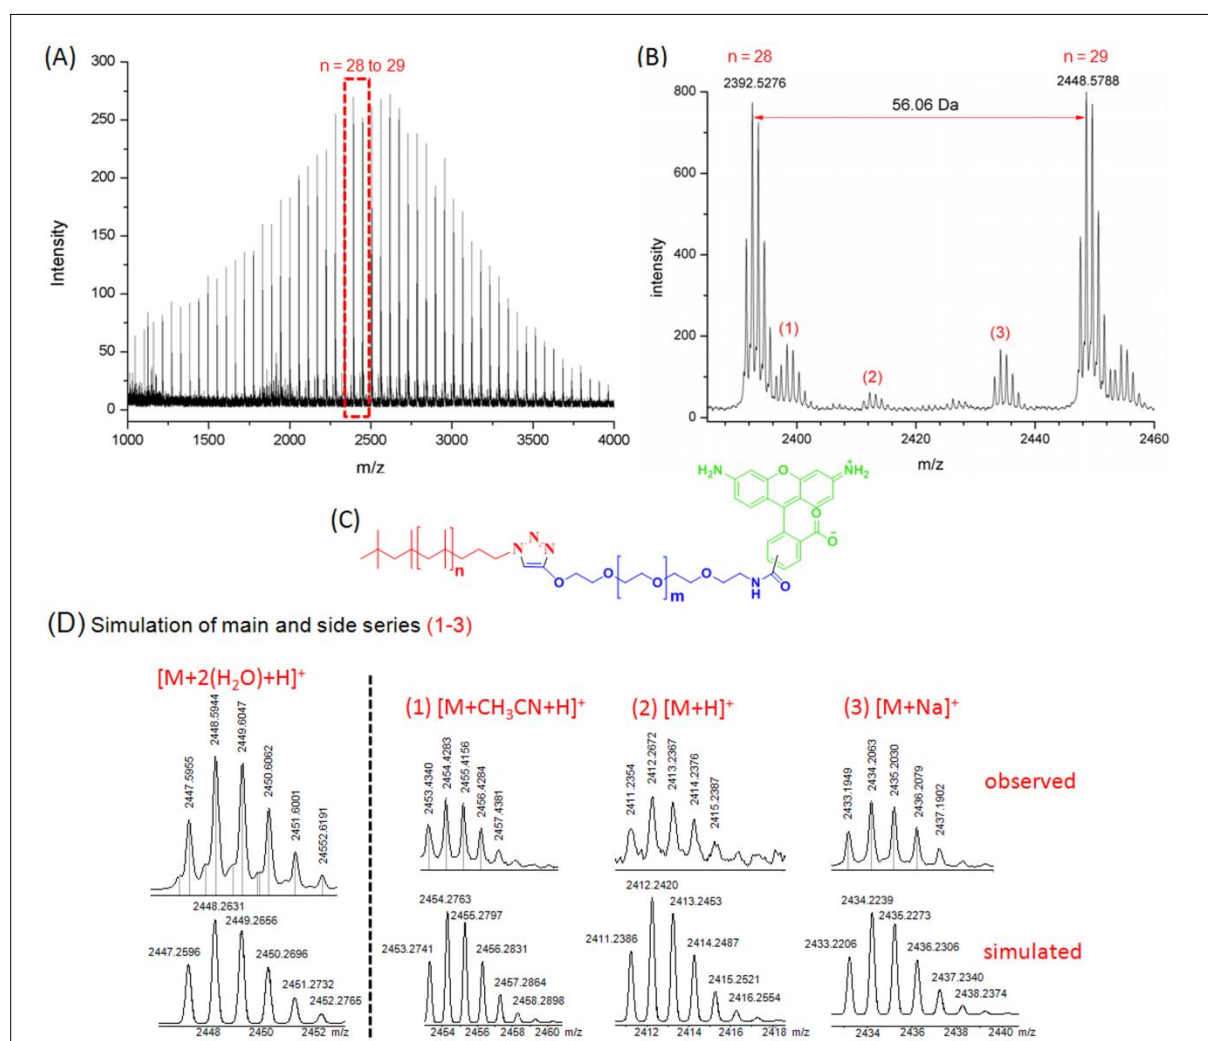 (A)
n = 28 to 29
300
250
200
150
100
50
0
Intensity
1000 1500 2000 2500 3000 3500 4000
m/z
(B)
n = 28
2392.5276
n = 29
2448.5788
56.06 Da
800
600
400
200
0
intensity
(1)
(2)
(3)
2400 2420 2440 2460
m/z
(C)
H₂N
O
NH₂
+
O
O
-
N
N
N
n
O
O
O
m
O
N
H
O
(D) Simulation of main and side series (1-3)
[M+2(H₂O)+H]⁺
(1) [M+CH₃CN+H]⁺
(2) [M+H]⁺
(3) [M+Na]⁺
observed
2447.5955
2448.5944
2449.6047
2450.6062
2451.6001
24552.6191
2453.4340
2454.4283
2455.4156
2456.4284
2457.4381
2411.2354
2412.2672
2413.2367
2414.2376
2415.2387
2433.1949
2434.2063
2435.2030
2436.2079
2437.1902
simulated
2447.2596
2448.2631
2449.2656
2450.2696
2451.2732
2452.2765
2448 2450 2452 m/z
2453.2741
2454.2763
2455.2797
2456.2831
2457.2864
2458.2898
2464 2456 2458 2460 m/z
2411.2386
2412.2420
2413.2453
2414.2487
2415.2521
2416.2554
2412 2414 2416 2418 m/z
2433.2206
2434.2239
2435.2273
2436.2306
2437.2340
2438.2374
2434 2436 2438 2440 m/z